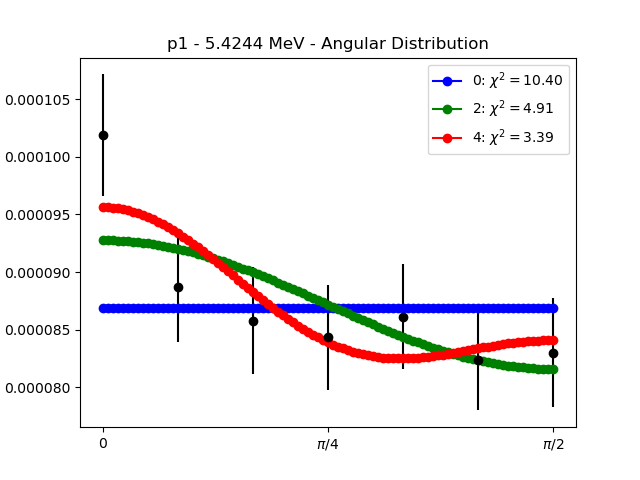 p1 - 5.4244 MeV - Angular Distribution
0: χ² = 10.40
2: χ² = 4.91
4: χ² = 3.39
0.000105
0.000100
0.000095
0.000090
0.000085
0.000080
0
π/4
π/2